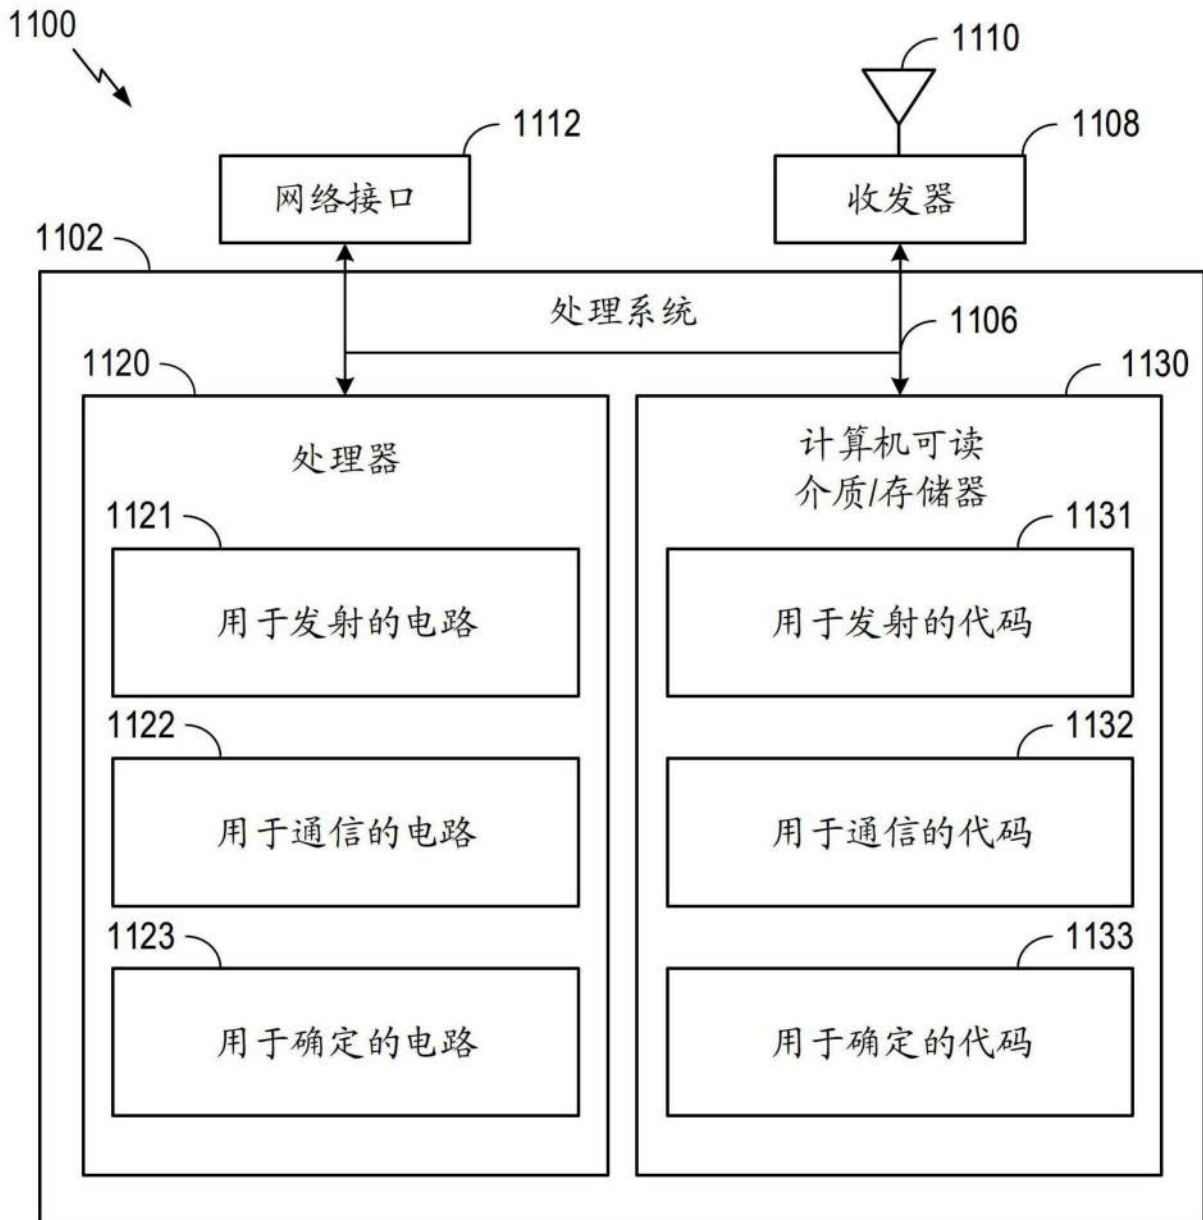 1100
1110
1112
1108
网络接口
收发器
1102
处理系统
1106
1120
1130
处理器
计算机可读
介质/存储器
1121
1131
用于发射的电路
用于发射的代码
1122
1132
用于通信的电路
用于通信的代码
1123
1133
用于确定的电路
用于确定的代码